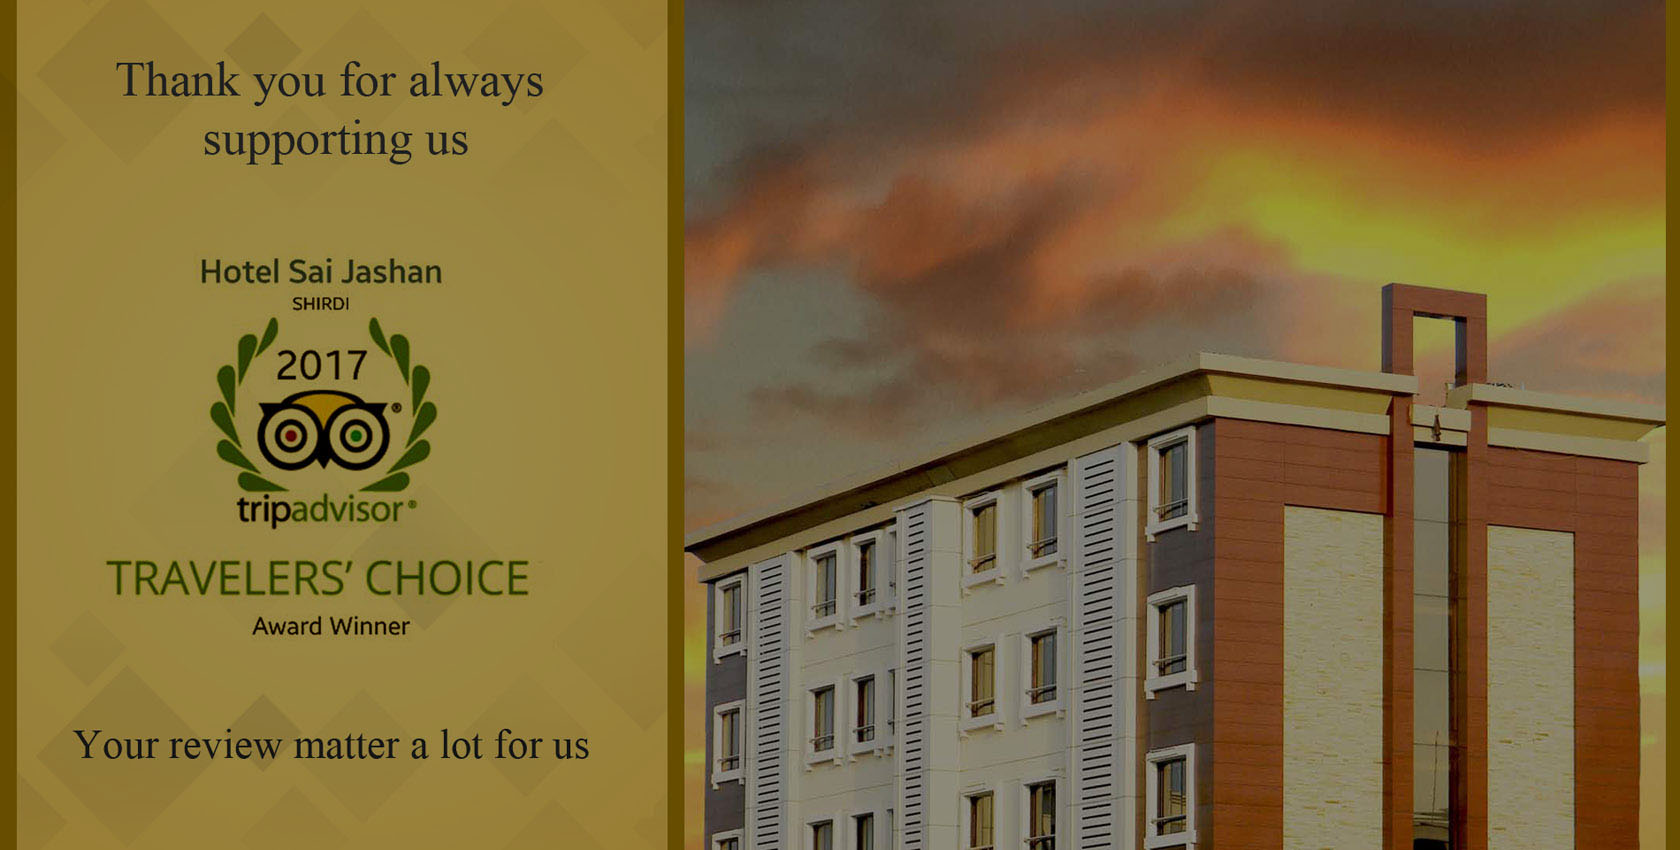 Thank you for always
supporting us
Hotel Sai Jashan
SHIRDI
2017
tripadvisor®
TRAVELERS’ CHOICE
Award Winner
Your review matter a lot for us